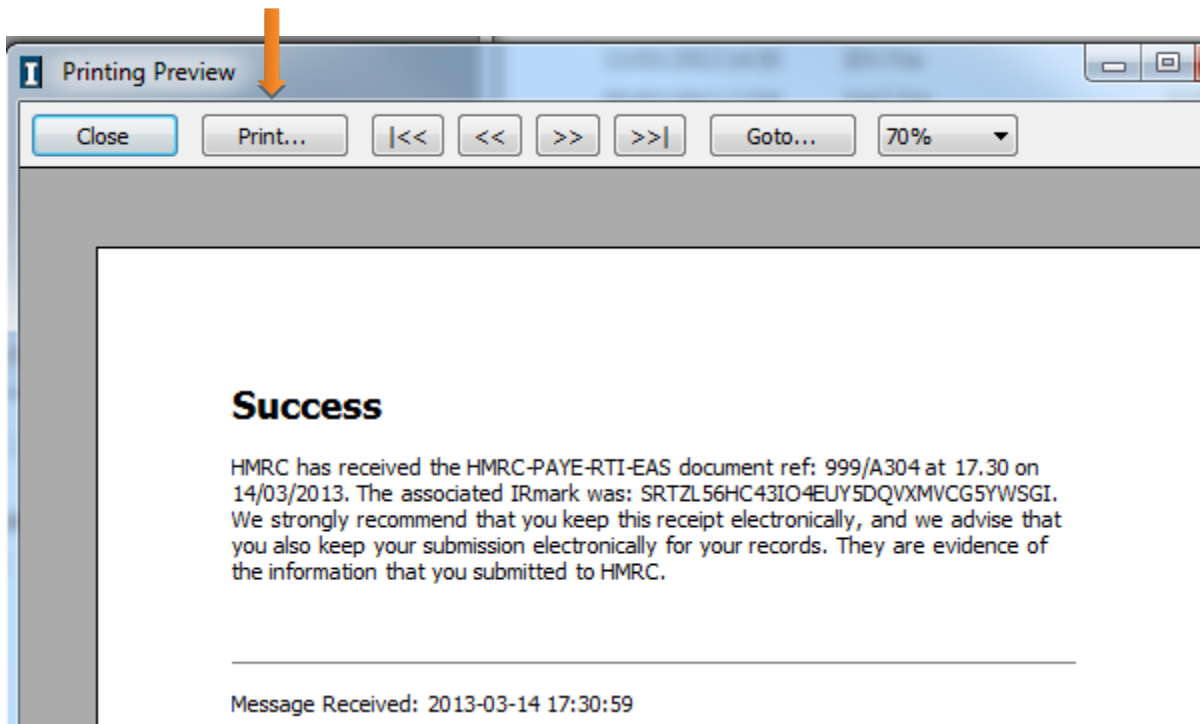 I Printing Preview
Close Print... |<< << >> >>| Goto... 70%
Success
HMRC has received the HMRC-PAYE-RTI-EAS document ref: 999/A304 at 17.30 on
14/03/2013. The associated IRmark was: SRTZL56HC43IO4EUY5DQVXMVCG5YWSGI.
We strongly recommend that you keep this receipt electronically, and we advise that
you also keep your submission electronically for your records. They are evidence of
the information that you submitted to HMRC.
Message Received: 2013-03-14 17:30:59